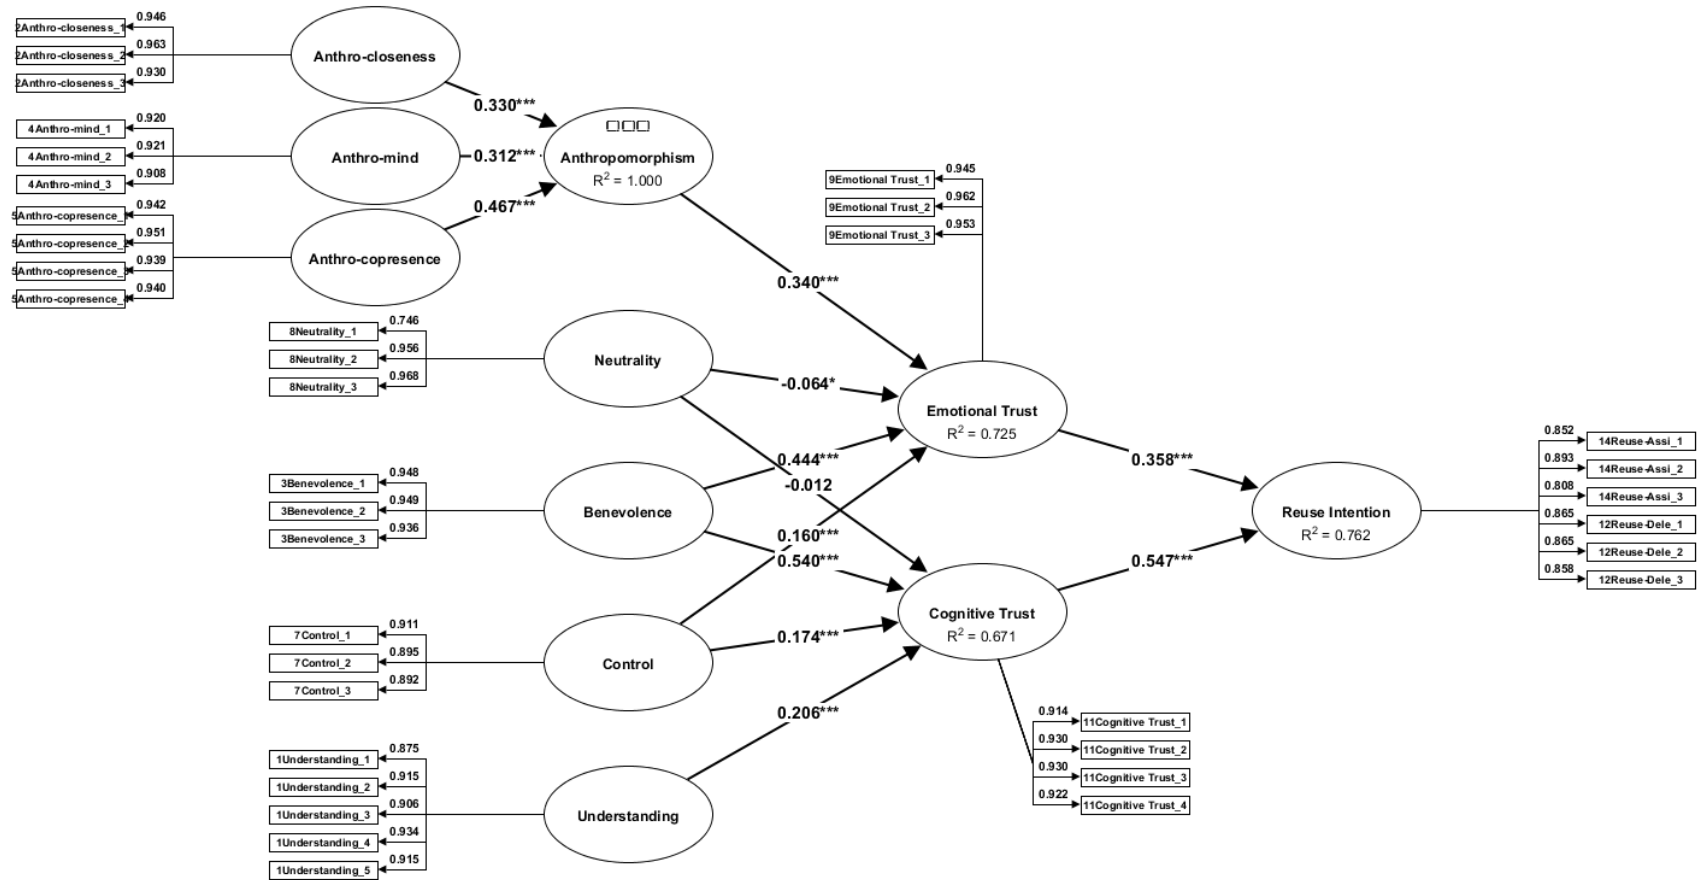 2Anthro-closeness_1
0.946
2Anthro-closeness_2
0.963
2Anthro-closeness_3
0.930
Anthro-closeness
0.330***
4Anthro-mind_1
0.920
4Anthro-mind_2
0.921
4Anthro-mind_3
0.908
Anthro-mind
0.312***
5Anthro-copresence_1
0.942
5Anthro-copresence_2
0.951
5Anthro-copresence_3
0.939
5Anthro-copresence_4
0.940
Anthro-copresence
0.467***
Anthropomorphism
R² = 1.000
0.340***
9Emotional Trust_1
0.945
9Emotional Trust_2
0.962
9Emotional Trust_3
0.953
8Neutrality_1
0.746
8Neutrality_2
0.956
8Neutrality_3
0.968
Neutrality
-0.064*
-0.012
3Benevolence_1
0.948
3Benevolence_2
0.949
3Benevolence_3
0.936
Benevolence
0.444***
0.540***
7Control_1
0.911
7Control_2
0.895
7Control_3
0.892
Control
0.160***
0.174***
1Understanding_1
0.875
1Understanding_2
0.915
1Understanding_3
0.906
1Understanding_4
0.934
1Understanding_5
0.915
Understanding
0.206***
Emotional Trust
R² = 0.725
0.358***
Cognitive Trust
R² = 0.671
0.547***
11Cognitive Trust_1
0.914
11Cognitive Trust_2
0.930
11Cognitive Trust_3
0.930
11Cognitive Trust_4
0.922
Reuse Intention
R² = 0.762
0.852
14Reuse-Assi_1
0.893
14Reuse-Assi_2
0.808
14Reuse-Assi_3
0.865
12Reuse-Dele_1
0.865
12Reuse-Dele_2
0.858
12Reuse-Dele_3